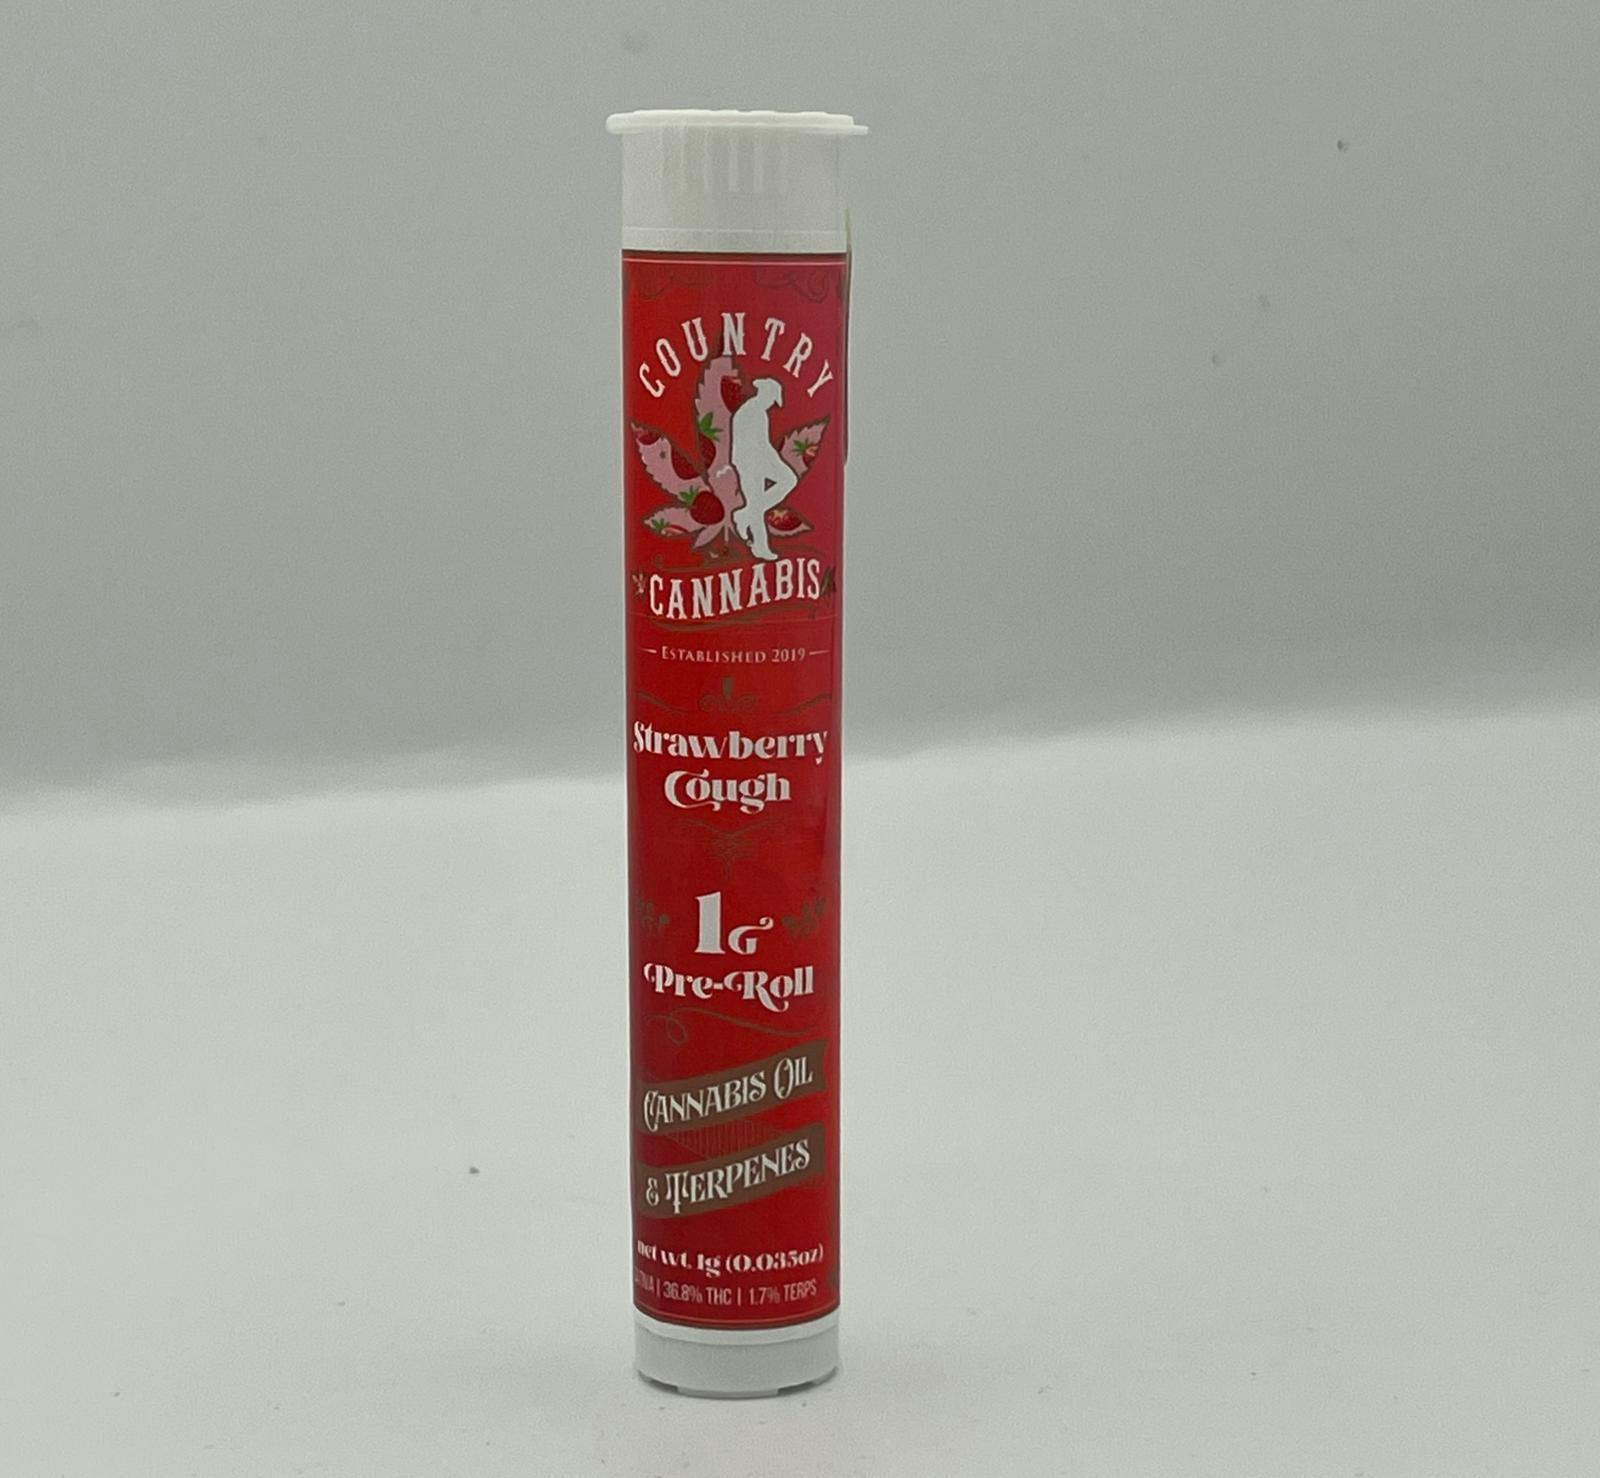 COUNTRY
CANNABIS
ESTABLISHED 2019
Strawberry
Cough
1G
Pre-Roll
CANNABIS OIL
& TERPENES
net wt. 1g (0.035oz)
| 36.8% THC | 1.7% TERPS